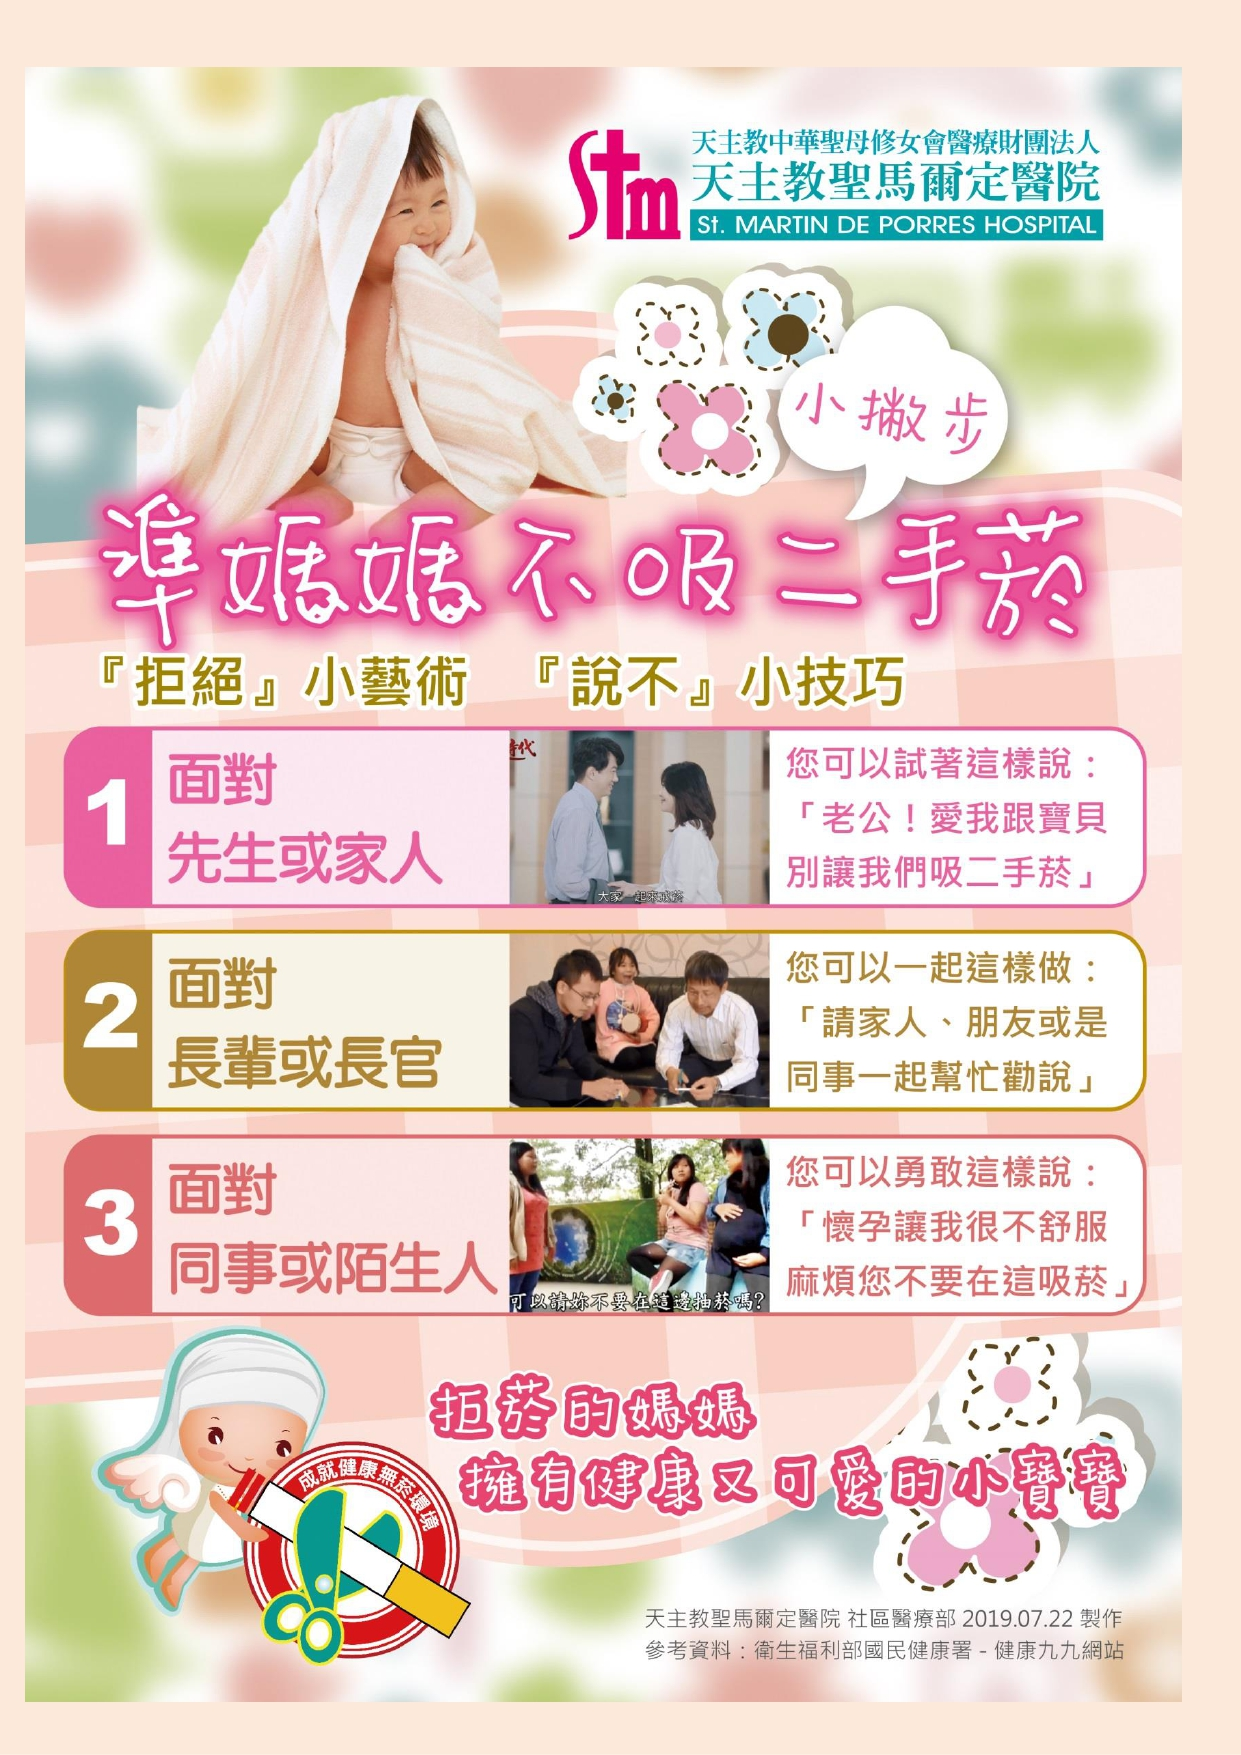 Stm
天主教中華聖母修女會醫療財團法人
天主教聖馬爾定醫院
St. MARTIN DE PORRES HOSPITAL
小撇步
準媽媽不吸二手菸
『拒絕』小藝術 『說不』小技巧
1
面對
先生或家人
大家一起來戒菸
您可以試著這樣說：
「老公！愛我跟寶貝
別讓我們吸二手菸」
2
面對
長輩或長官
您可以一起這樣做：
「請家人、朋友或是
同事一起幫忙勸說」
3
面對
同事或陌生人
可以請妳不要在這邊抽菸嗎?
您可以勇敢這樣說：
「懷孕讓我很不舒服
麻煩您不要在這吸菸」
拒菸的媽媽
擁有健康又可愛的小寶寶
成就健康無菸環境
天主教聖馬爾定醫院 社區醫療部 2019.07.22 製作
參考資料：衛生福利部國民健康署 - 健康九九網站